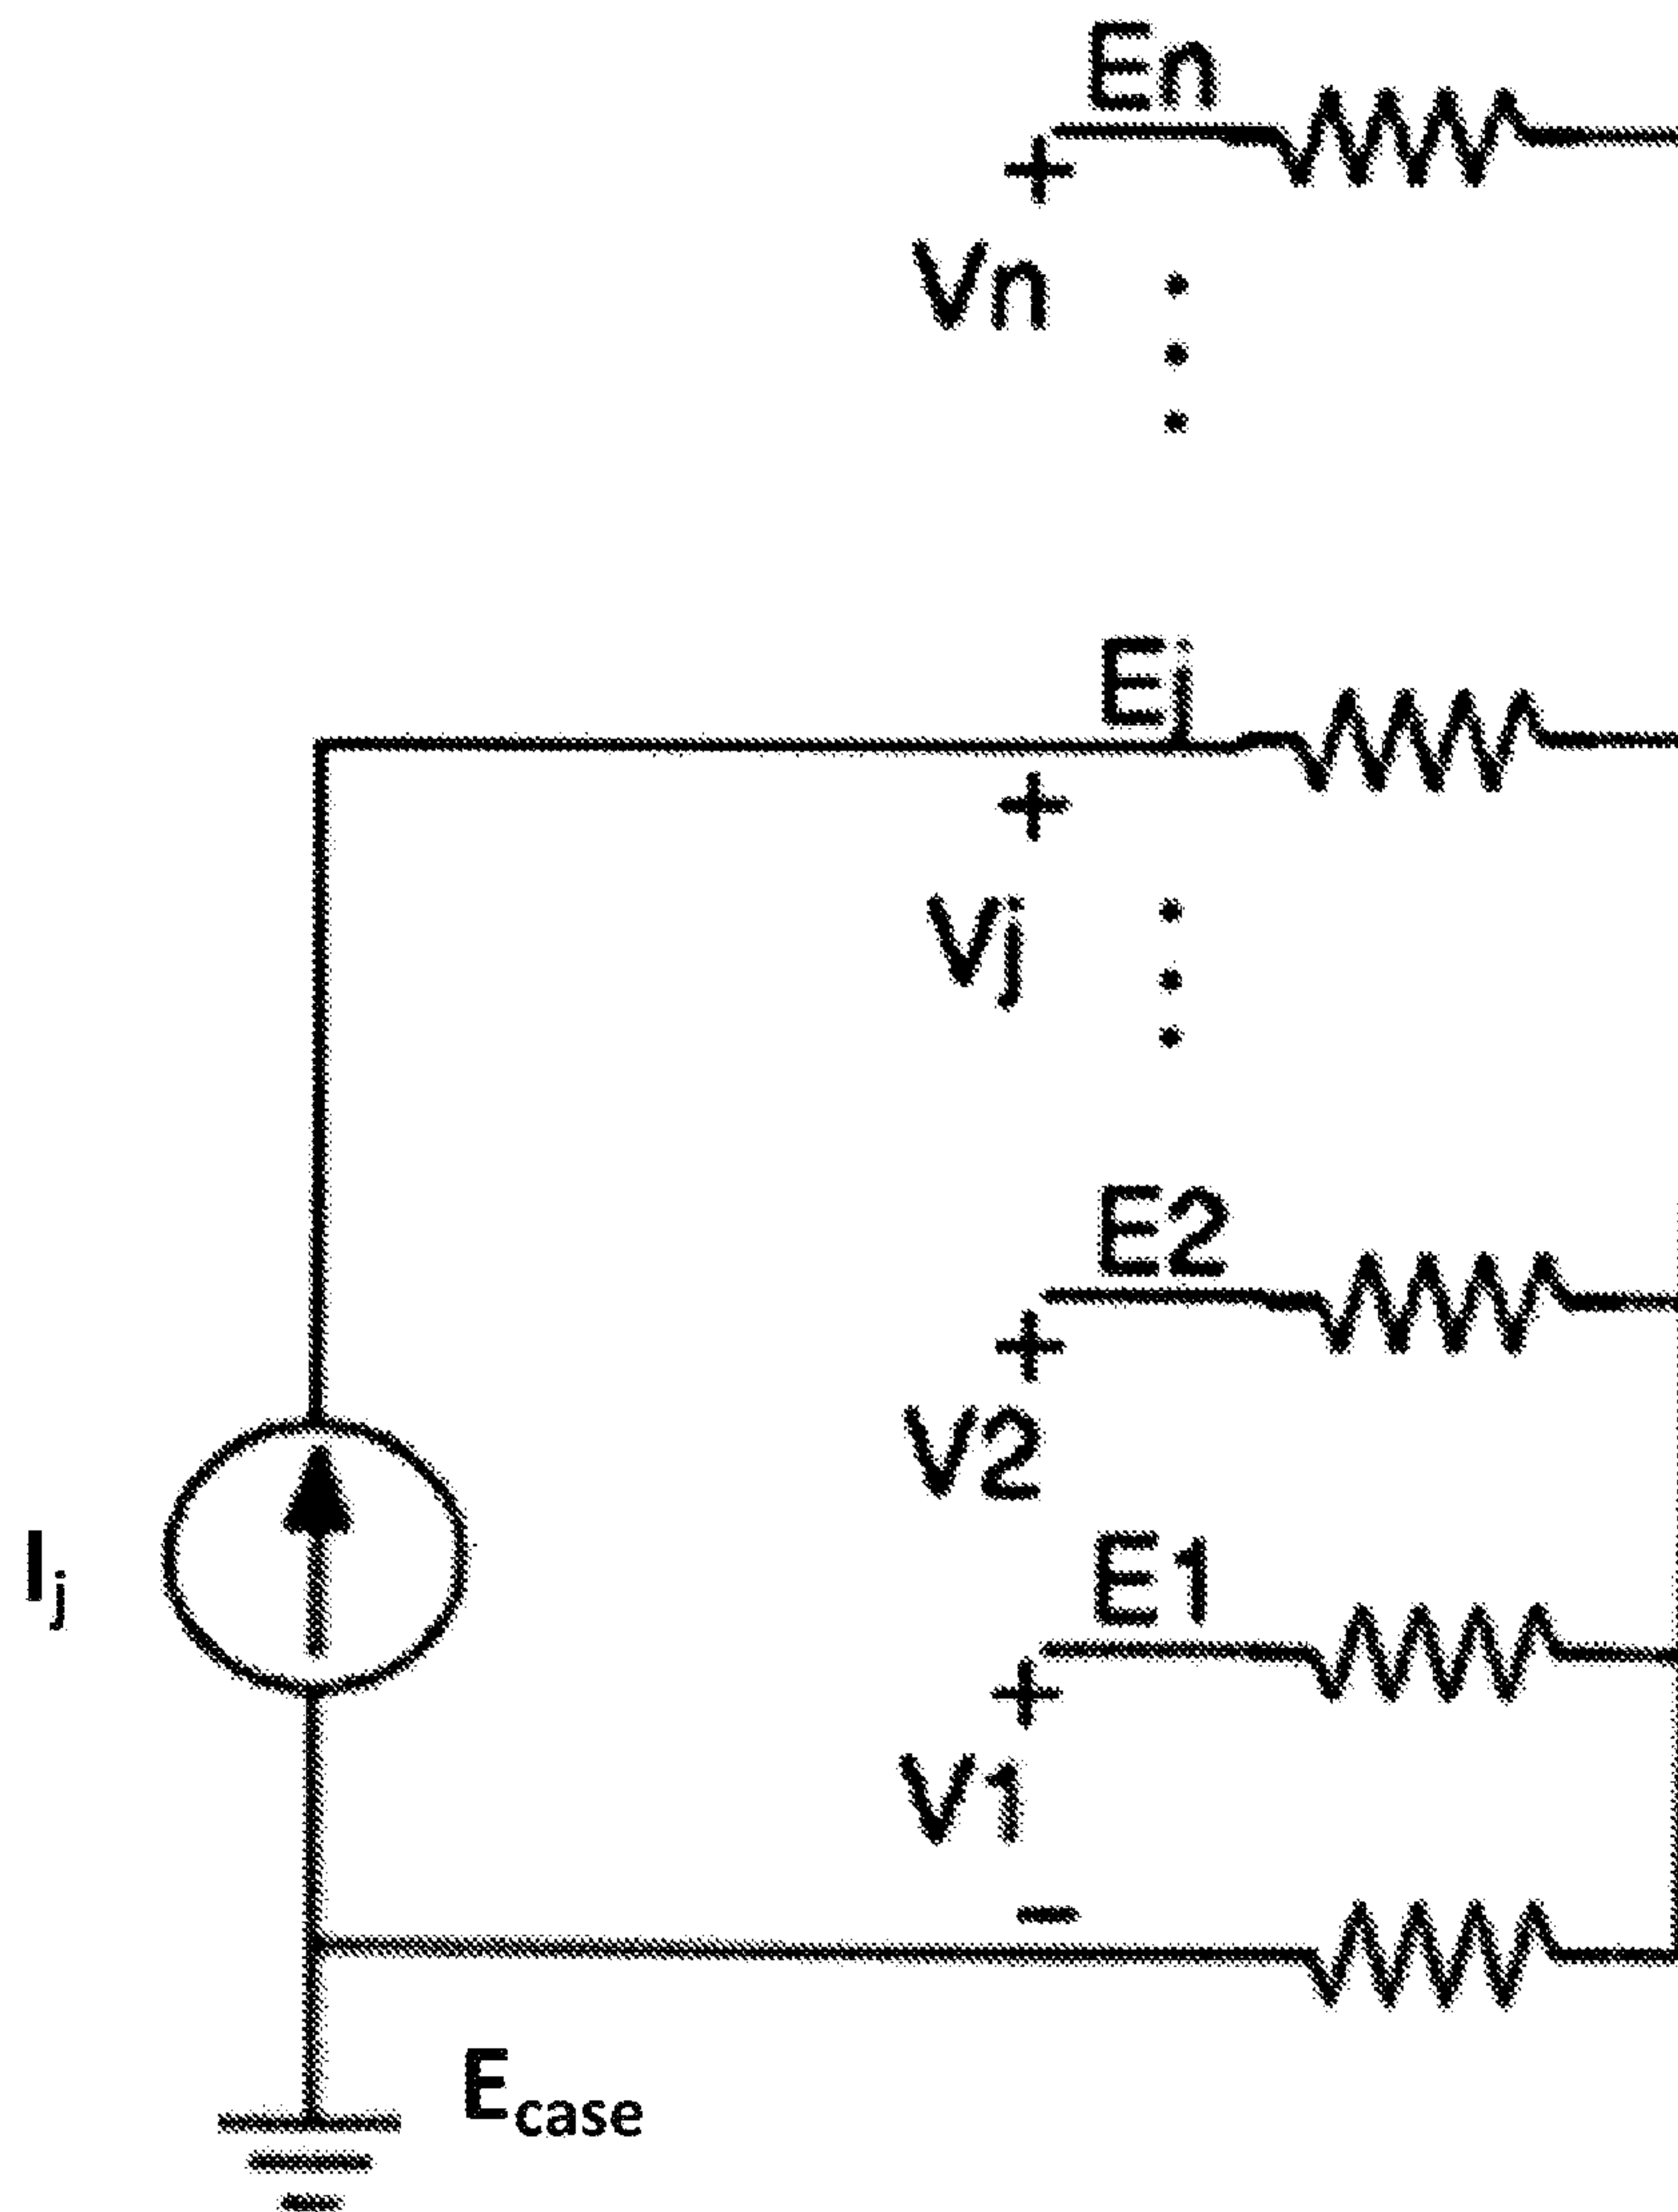 En
+
Vn
Ej
+
Vj
E2
+
V2
E1
Ij
+
V1
-
Ecase